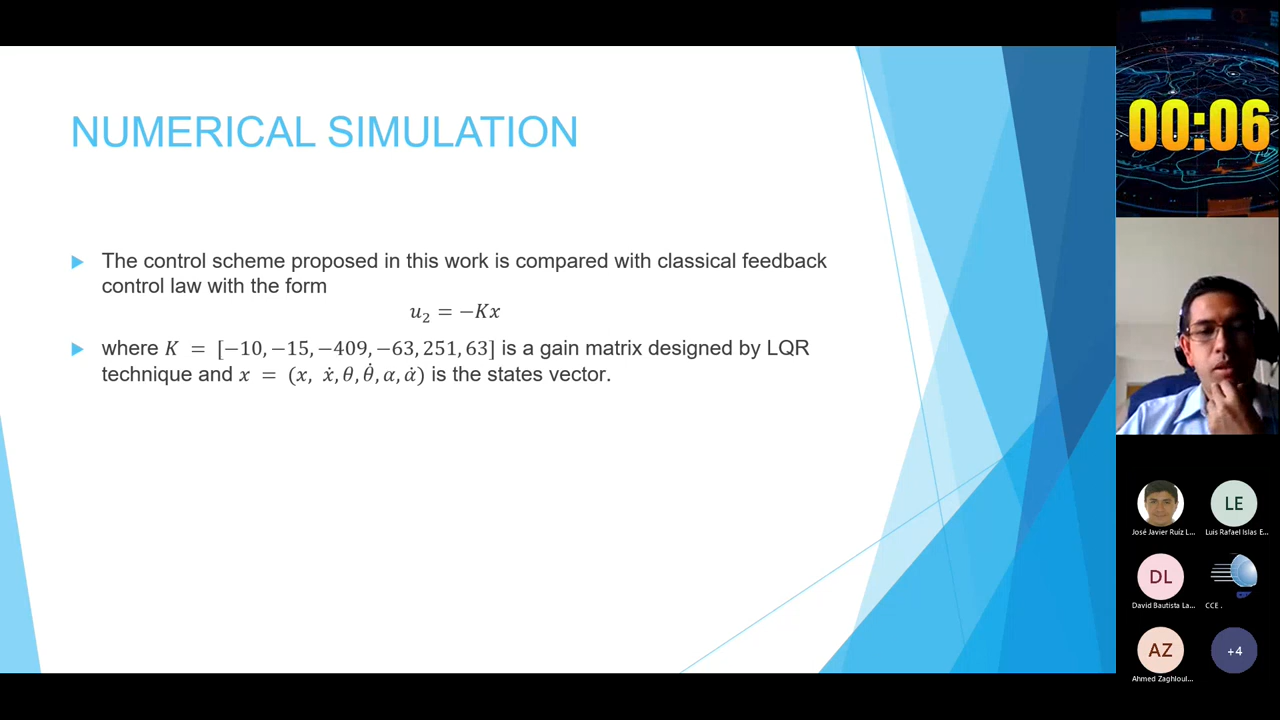 NUMERICAL SIMULATION
The control scheme proposed in this work is compared with classical feedback
control law with the form
u₂ = −Kx
where K = [−10, −15, −409, −63, 251, 63] is a gain matrix designed by LQR
technique and x = (x, ẋ, θ, θ̇, α, α̇) is the states vector.
00:06
José Javier Ruiz L...
LE
Luis Rafael Islas E...
DL
David Bautista La...
CCE .
AZ
Ahmed Zaghloul...
+4